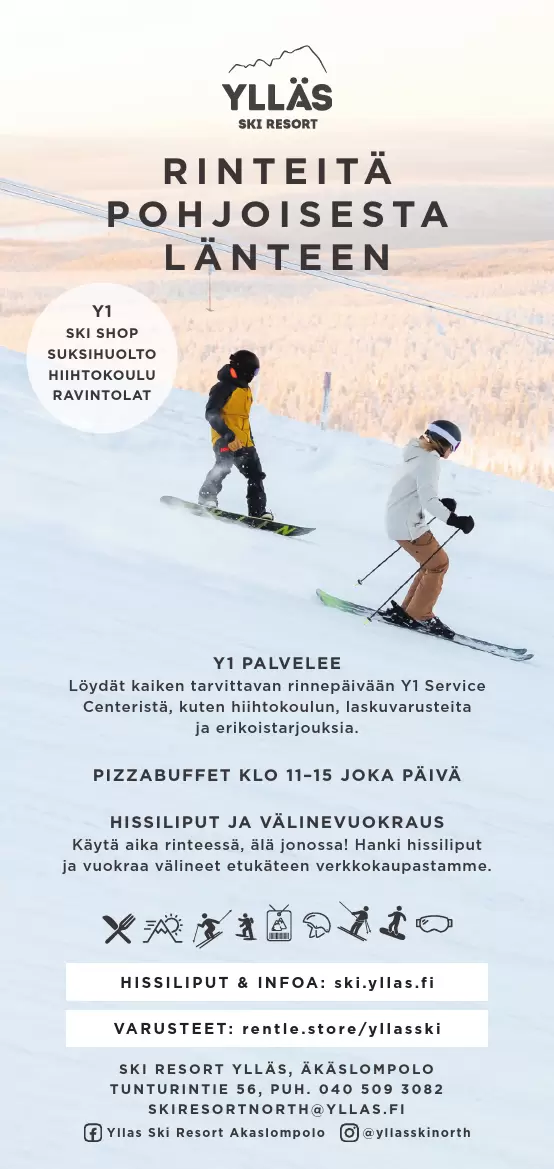 YLLÄS
SKI RESORT
RINTEITÄ
POHJOISESTA
LÄNTEEN
Y1
SKI SHOP
SUKSIHUOLTO
HIIHTOKOULU
RAVINTOLAT
Y1 PALVELEE
Löydät kaiken tarvittavan rinnepäivään Y1 Service
Centeristä, kuten hiihtokoulun, laskuvarusteita
ja erikoistarjouksia.
PIZZABUFFET KLO 11–15 JOKA PÄIVÄ
HISSILIPUT JA VÄLINEVUOKRAUS
Käytä aika rinteessä, älä jonossa! Hanki hissiliput
ja vuokraa välineet etukäteen verkkokaupastamme.
HISSILIPUT & INFOA: ski.yllas.fi
VARUSTEET: rentle.store/yllasski
SKI RESORT YLLÄS, ÄKÄSLOMPOLO
TUNTURINTIE 56, PUH. 040 509 3082
SKIRESORTNORTH@YLLAS.FI
Yllas Ski Resort Akaslompolo @yllasskinorth